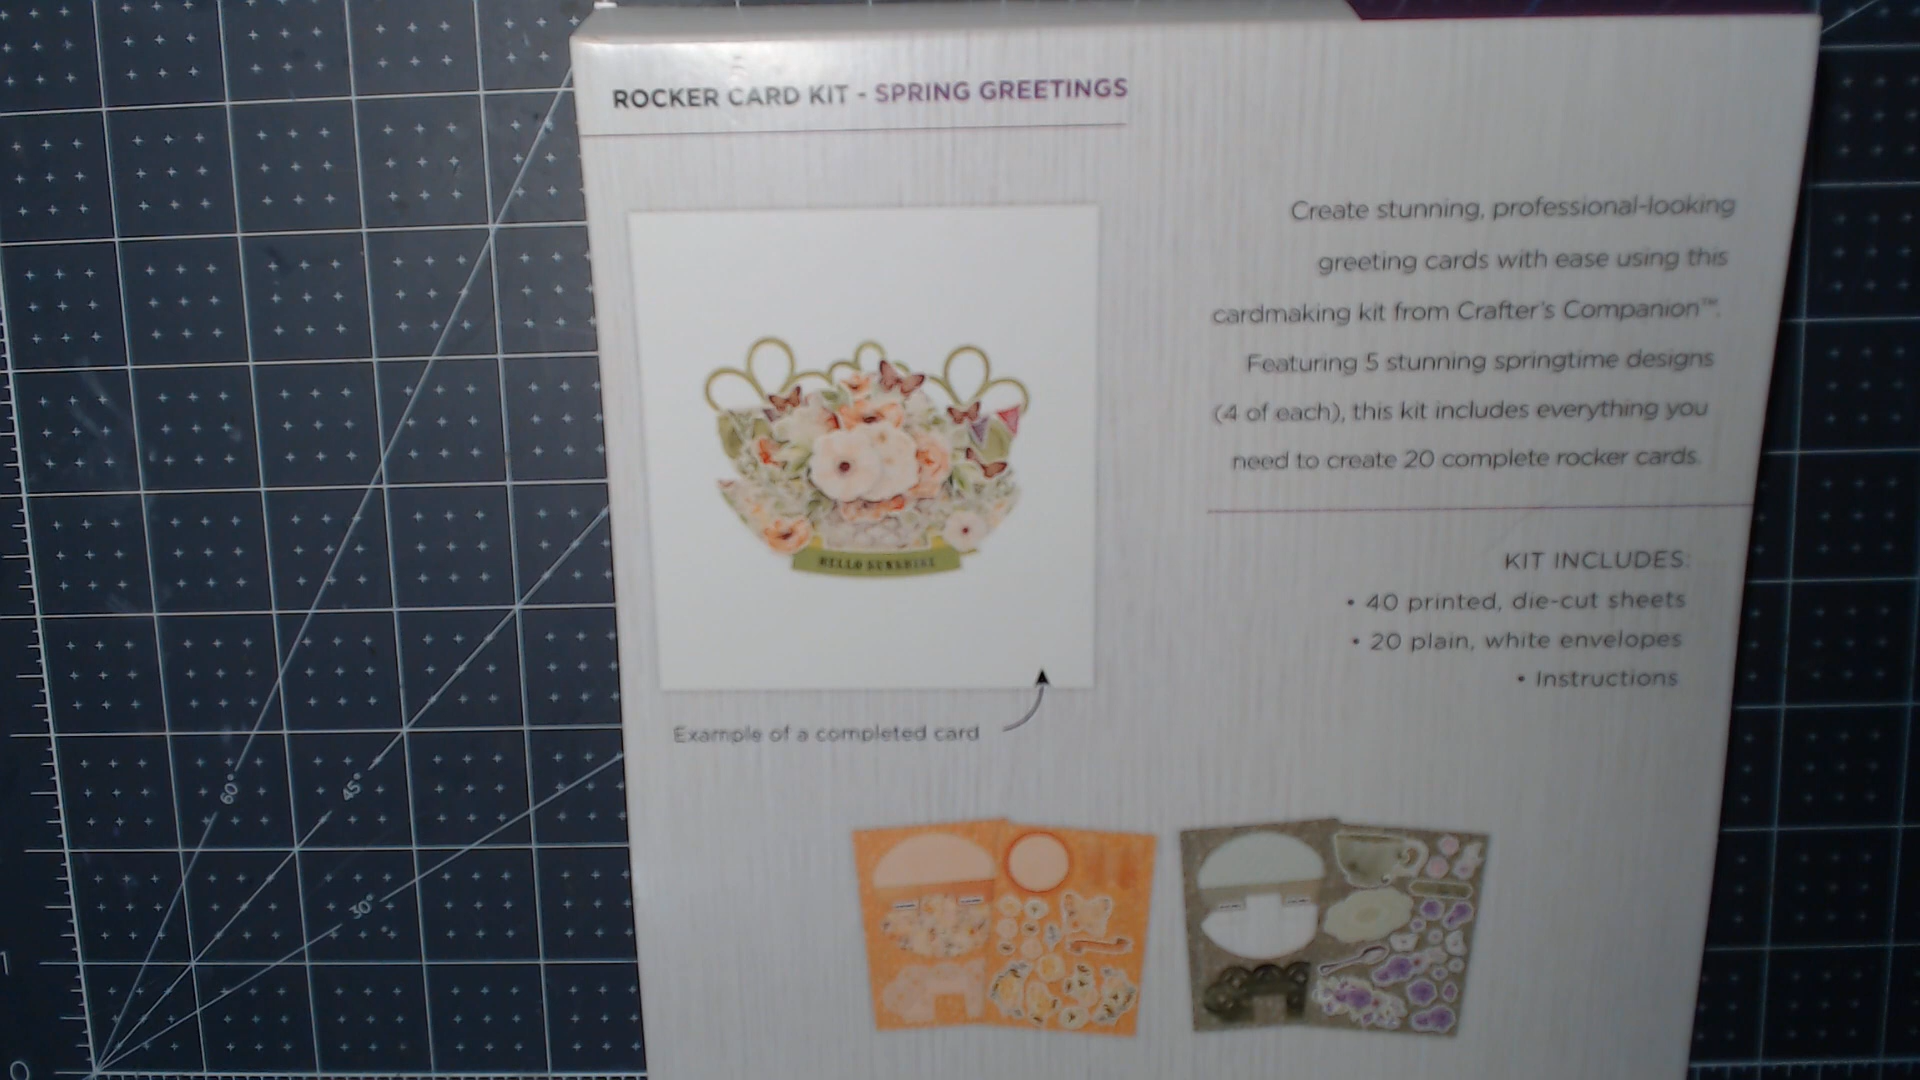 ROCKER CARD KIT - SPRING GREETINGS
Create stunning, professional-looking
greeting cards with ease using this
cardmaking kit from Crafter's Companion™.
Featuring 5 stunning springtime designs
(4 of each), this kit includes everything you
need to create 20 complete rocker cards.
KIT INCLUDES:
• 40 printed, die-cut sheets
• 20 plain, white envelopes
• Instructions
HELLO SUNSHINE
Example of a completed card
60°
45°
30°
1
0